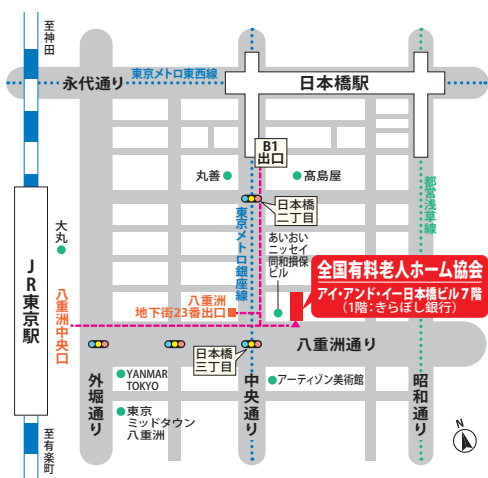 至神田
永代通り
東京メトロ東西線
日本橋駅
B1
出口
丸善
髙島屋
日本橋
二丁目
都営浅草線
大丸
東京メトロ銀座線
あいおい
ニッセイ
同和損保
ビル
全国有料老人ホーム協会
アイ・アンド・イー日本橋ビル7階
(1階:きらぼし銀行)
JR東京駅
八重洲中央口
八重洲
地下街23番出口
八重洲通り
日本橋
三丁目
外堀通り
YANMAR
TOKYO
中央通り
アーティゾン美術館
昭和通り
東京
ミッドタウン
八重洲
至有楽町
N